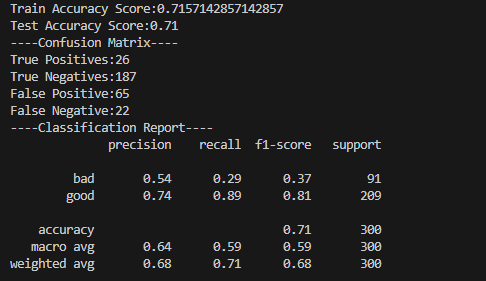 Train Accuracy Score:0.7157142857142857
Test Accuracy Score:0.71
----Confusion Matrix----
True Positives:26
True Negatives:187
False Positive:65
False Negative:22
----Classification Report----
precision recall f1-score support
bad 0.54 0.29 0.37 91
good 0.74 0.89 0.81 209
accuracy 0.71 300
macro avg 0.64 0.59 0.59 300
weighted avg 0.68 0.71 0.68 300